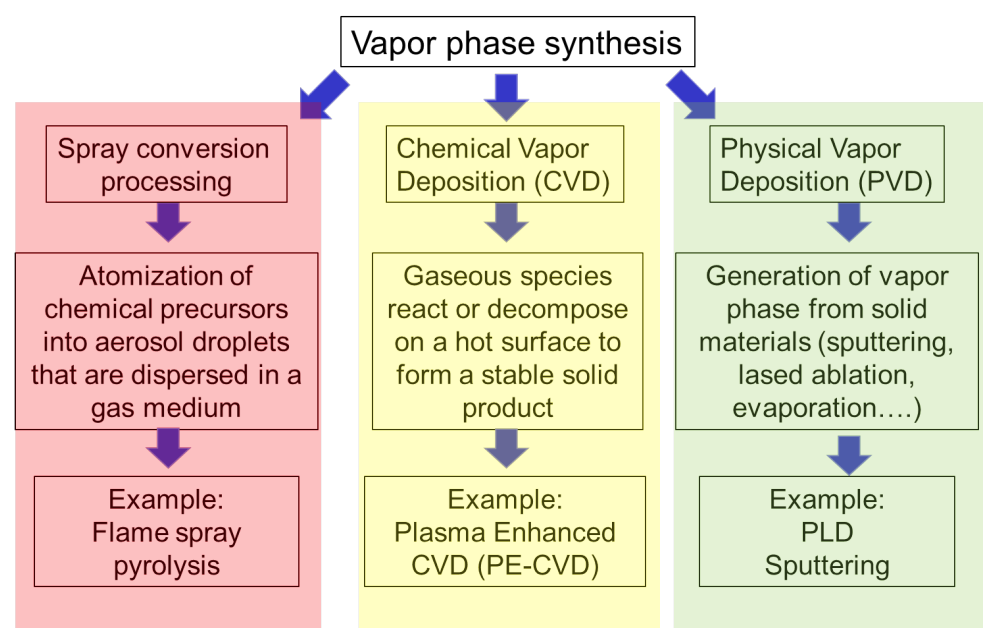 Vapor phase synthesis
Spray conversion
processing
Atomization of
chemical precursors
into aerosol droplets
that are dispersed in a
gas medium
Example:
Flame spray
pyrolysis
Chemical Vapor
Deposition (CVD)
Gaseous species
react or decompose
on a hot surface to
form a stable solid
product
Example:
Plasma Enhanced
CVD (PE-CVD)
Physical Vapor
Deposition (PVD)
Generation of vapor
phase from solid
materials (sputtering,
lased ablation,
evaporation….)
Example:
PLD
Sputtering